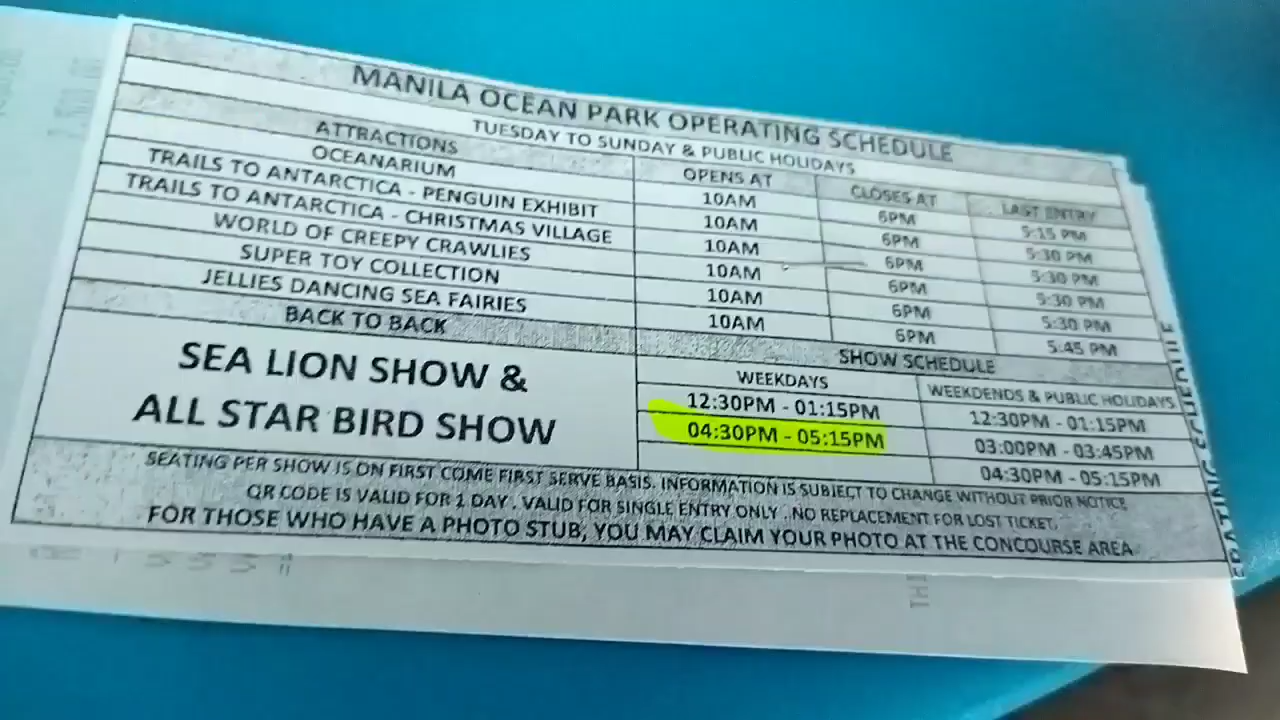 MANILA OCEAN PARK OPERATING SCHEDULE
TUESDAY TO SUNDAY & PUBLIC HOLIDAYS
ATTRACTIONS OPENS AT CLOSES AT LAST ENTRY
OCEANARIUM 10AM 6PM 5:15 PM
TRAILS TO ANTARCTICA - PENGUIN EXHIBIT 10AM 6PM 5:30 PM
TRAILS TO ANTARCTICA - CHRISTMAS VILLAGE 10AM 6PM 5:30 PM
WORLD OF CREEPY CRAWLIES 10AM 6PM 5:30 PM
SUPER TOY COLLECTION 10AM 6PM 5:30 PM
JELLIES DANCING SEA FAIRIES 10AM 6PM 5:45 PM
BACK TO BACK SHOW SCHEDULE
SEA LION SHOW &
ALL STAR BIRD SHOW
WEEKDAYS WEEKDENDS & PUBLIC HOLIDAYS
12:30PM - 01:15PM 12:30PM - 01:15PM
04:30PM - 05:15PM 03:00PM - 03:45PM
04:30PM - 05:15PM
SEATING PER SHOW IS ON FIRST COME FIRST SERVE BASIS. INFORMATION IS SUBJECT TO CHANGE WITHOUT PRIOR NOTICE
QR CODE IS VALID FOR 1 DAY . VALID FOR SINGLE ENTRY ONLY . NO REPLACEMENT FOR LOST TICKET.
FOR THOSE WHO HAVE A PHOTO STUB, YOU MAY CLAIM YOUR PHOTO AT THE CONCOURSE AREA